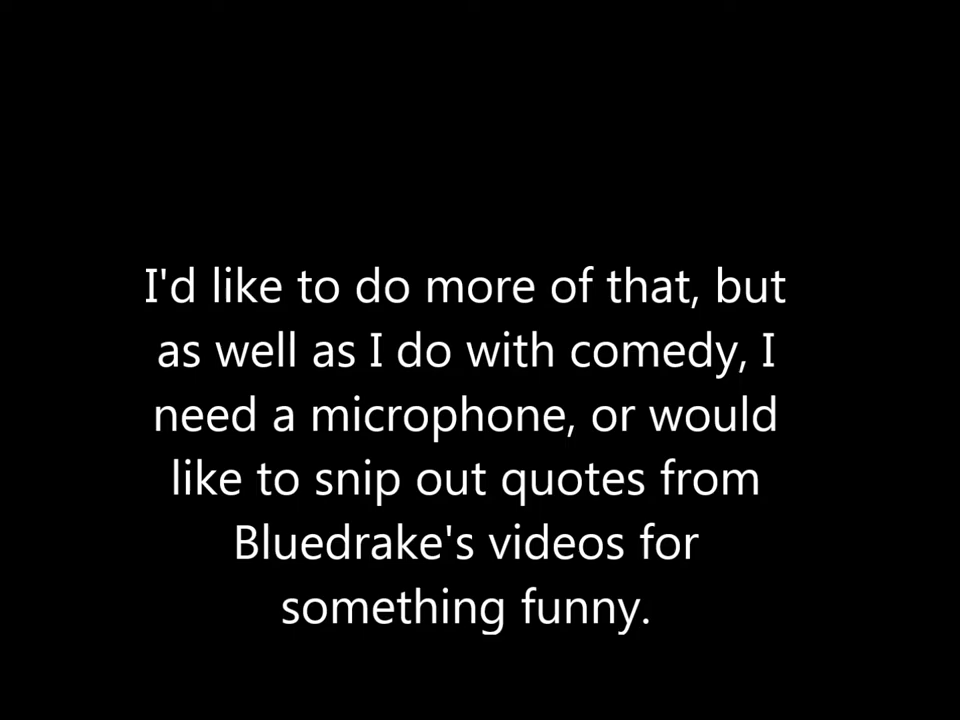 I'd like to do more of that, but
as well as I do with comedy, I
need a microphone, or would
like to snip out quotes from
Bluedrake's videos for
something funny.